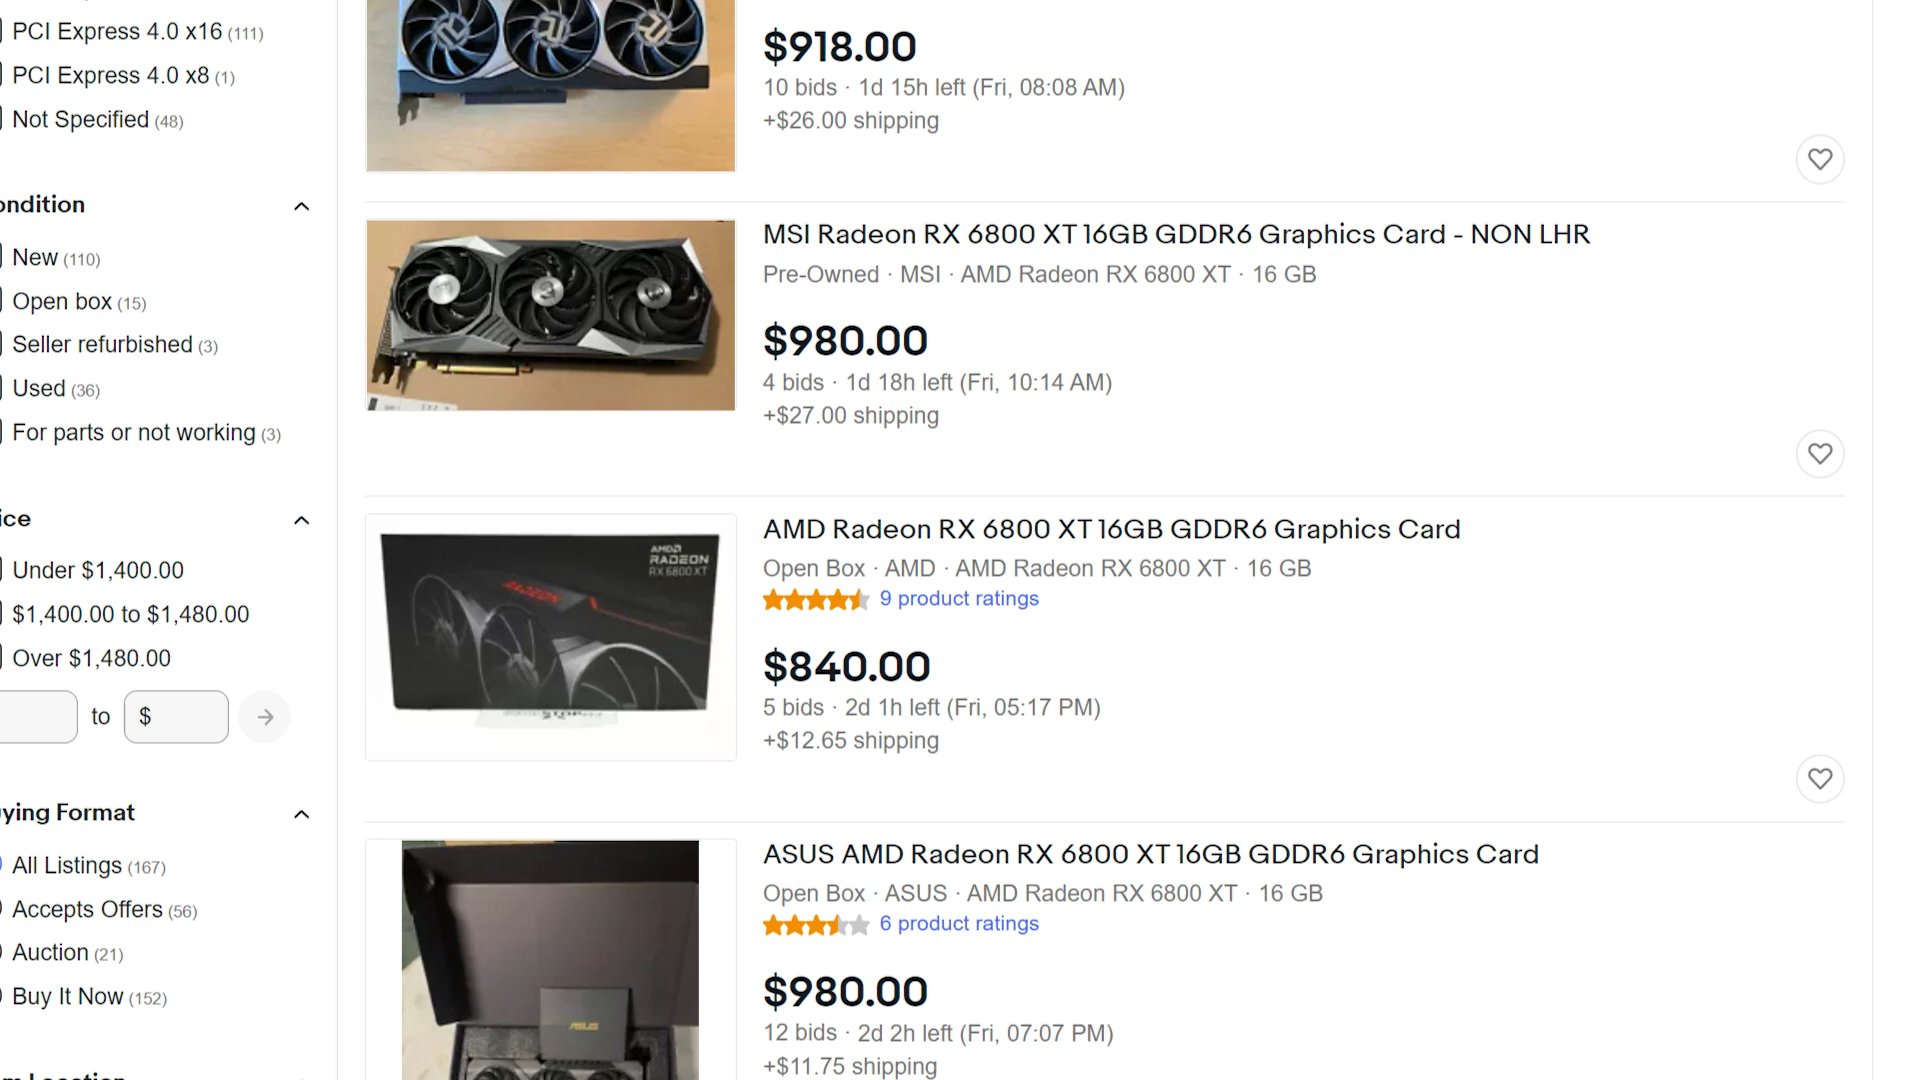 PCI Express 4.0 x16 (111)
PCI Express 4.0 x8 (1)
Not Specified (48)
ondition
New (110)
Open box (15)
Seller refurbished (3)
Used (36)
For parts or not working (3)
ice
Under $1,400.00
$1,400.00 to $1,480.00
Over $1,480.00
to $
ying Format
All Listings (167)
Accepts Offers (56)
Auction (21)
Buy It Now (152)
m Location
$918.00
10 bids · 1d 15h left (Fri, 08:08 AM)
+$26.00 shipping
MSI Radeon RX 6800 XT 16GB GDDR6 Graphics Card - NON LHR
Pre-Owned · MSI · AMD Radeon RX 6800 XT · 16 GB
$980.00
4 bids · 1d 18h left (Fri, 10:14 AM)
+$27.00 shipping
AMD
RADEON
RX 6800 XT
RADEON
AMD Radeon RX 6800 XT 16GB GDDR6 Graphics Card
Open Box · AMD · AMD Radeon RX 6800 XT · 16 GB
9 product ratings
$840.00
5 bids · 2d 1h left (Fri, 05:17 PM)
+$12.65 shipping
ASUS
ASUS AMD Radeon RX 6800 XT 16GB GDDR6 Graphics Card
Open Box · ASUS · AMD Radeon RX 6800 XT · 16 GB
6 product ratings
$980.00
12 bids · 2d 2h left (Fri, 07:07 PM)
+$11.75 shipping